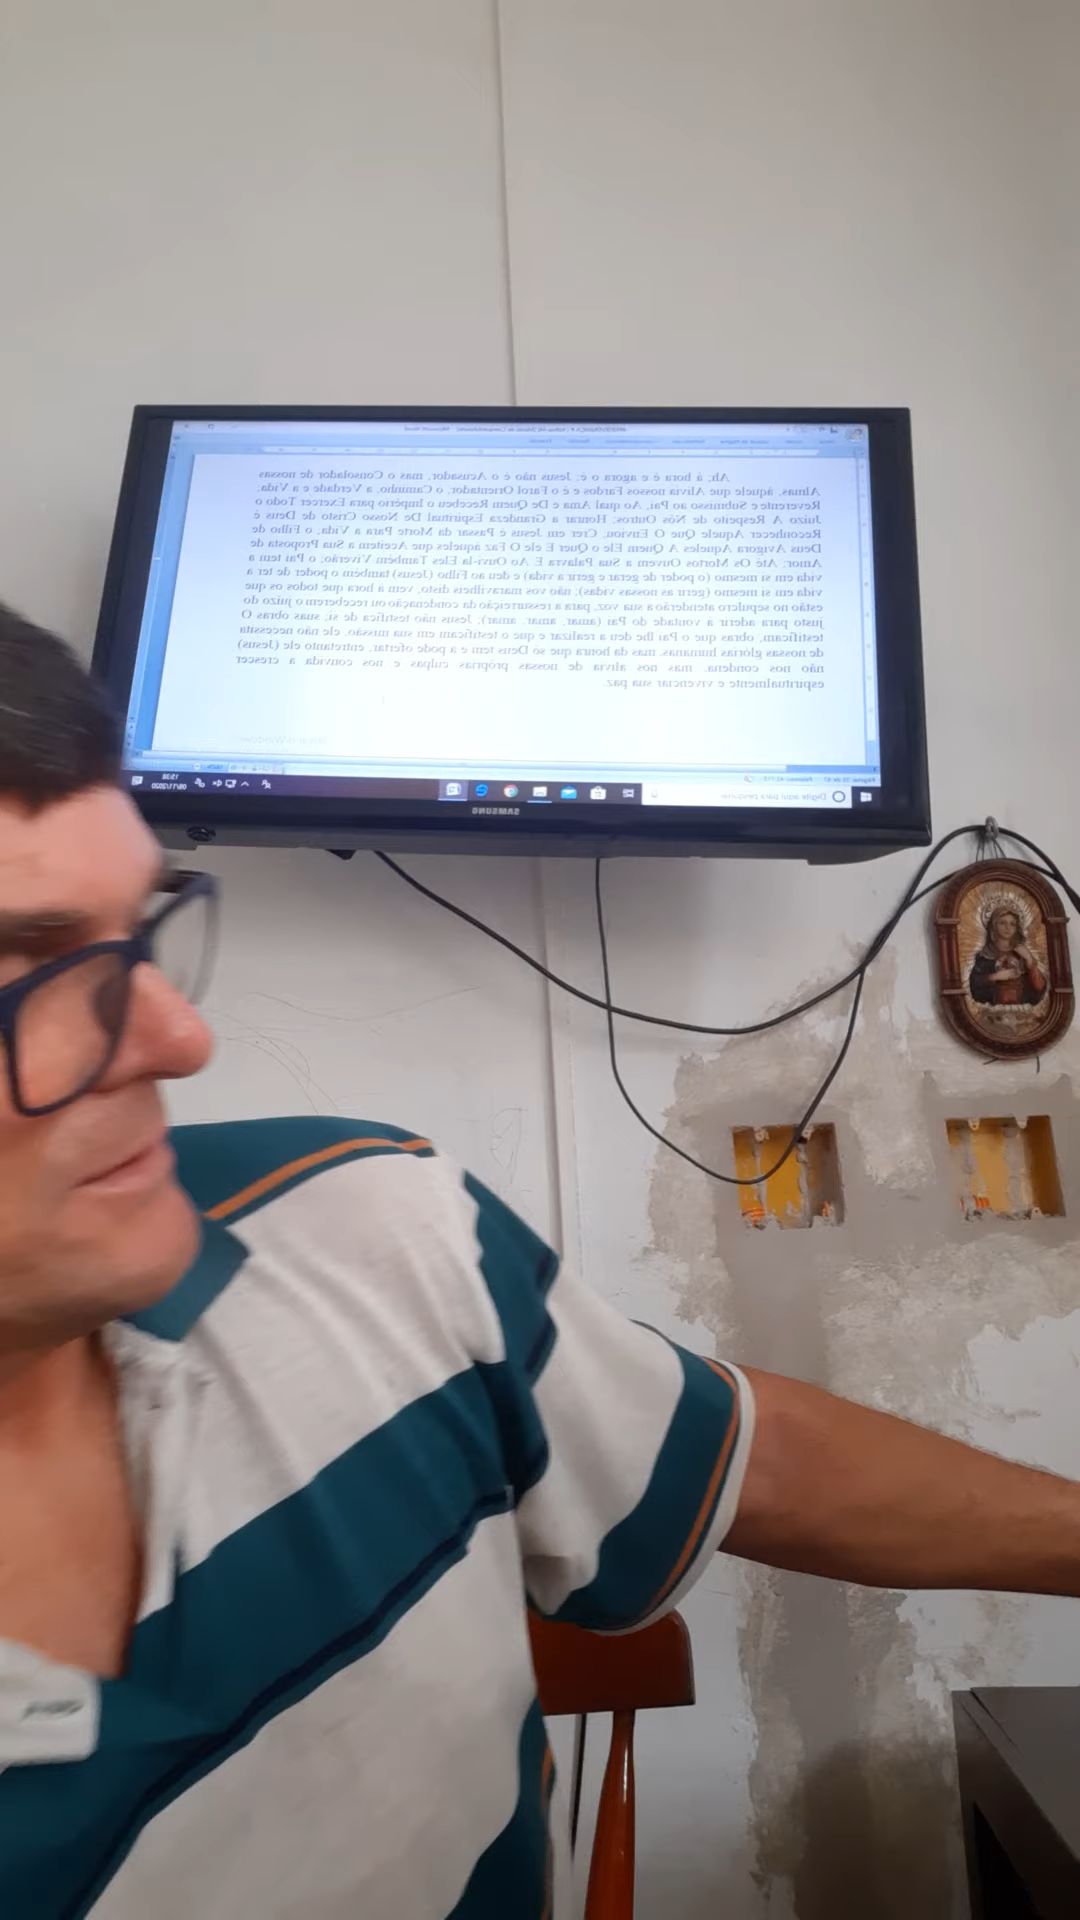 Ah; á hora é e agora o é; Jesus não é o Acusador, mas o Consolador de nossas
Almas, àquele que Alivia nossos Fardos e é o Farol Orientador, o Caminho, a Verdade e a Vida;
Reverente e Submisso ao Pai, Ao qual Ama e De Quem Recebeu o Império para Exercer Todo o
Juízo A Respeito de Nós Outros; Honrar a Grandeza Espiritual De Nosso Cristo de Deus é
Reconhecer Aquele Que O Enviou; Crer em Jesus é Passar da Morte Para a Vida; o Filho de
Deus Avigora Aqueles A Quem Ele o Quer E ele O Faz àqueles que Aceitem a Sua Proposta de
Amor; Até Os Mortos Ouvem a Sua Palavra E Ao Ouvi-la Eles Também Viverão; o Pai tem a
vida em si mesmo (o poder de gerar e gerir a vida) e deu ao Filho (Jesus) também o poder de ter a
vida em si mesmo (gerir as nossas vidas); não vos maravilheis disto, vem a hora que todos os que
estão no sepulcro atenderão a sua voz, para a ressurreição da condenação ou receberem o juízo do
justo para aderir a vontade do Pai (amar, amar, amar); Jesus não testifica de si; suas obras O
testificam, obras que o Pai lhe deu a realizar e que o testificam em sua missão, ele não necessita
de nossas glórias humanas, mas da honra que só Deus tem e a pode ofertar, entretanto ele (Jesus)
não nos condena, mas nos alivia de nossas próprias culpas e nos convida a crescer
espiritualmente e vivenciar sua paz.
Digite aqui para pesquisar
15:38
08/11/2020
SAMSUNG